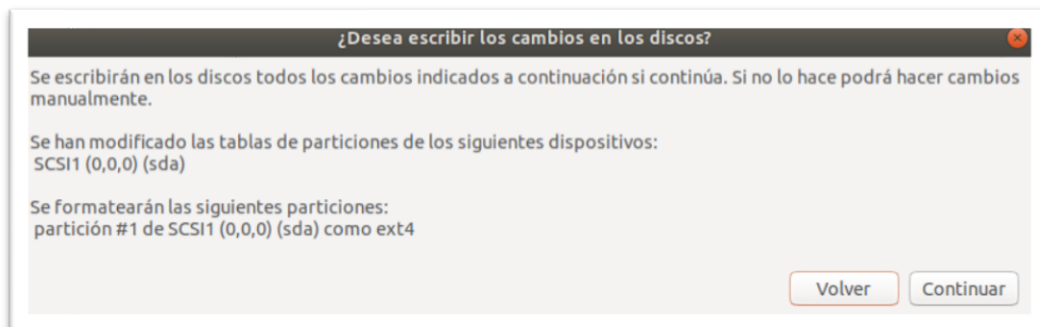 ¿Desea escribir los cambios en los discos?
Se escribirán en los discos todos los cambios indicados a continuación si continúa. Si no lo hace podrá hacer cambios
manualmente.
Se han modificado las tablas de particiones de los siguientes dispositivos:
SCSI1 (0,0,0) (sda)
Se formatearán las siguientes particiones:
partición #1 de SCSI1 (0,0,0) (sda) como ext4
Volver Continuar